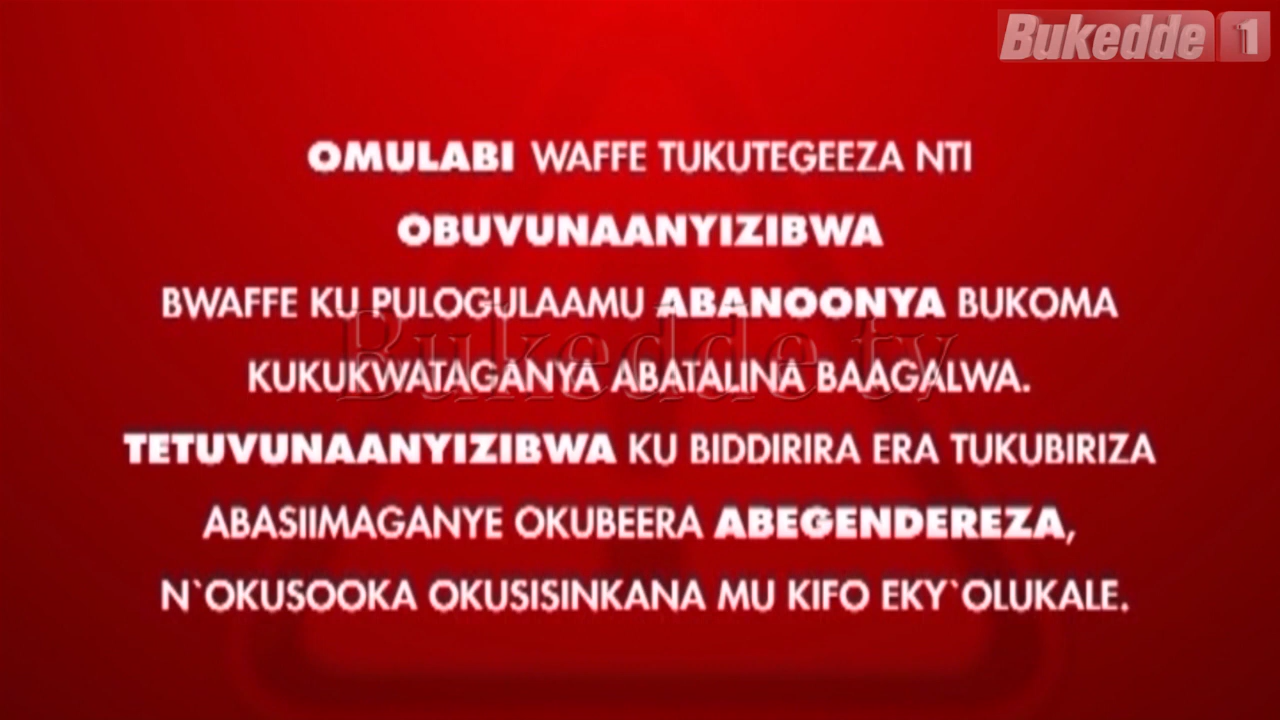 Bukedde 1
OMULABI WAFFE TUKUTEGEEZA NTI
OBUVUNAANYIZIBWA
BWAFFE KU PULOGULAAMU ABANOONYA BUKOMA
Bukedde tv
KUKUKWATAGANYA ABATALINA BAAGALWA.
TETUVUNAANYIZIBWA KU BIDDIRIRA ERA TUKUBIRIZA
ABASIIMAGANYE OKUBEERA ABEGENDEREZA,
N`OKUSOOKA OKUSISINKANA MU KIFO EKY`OLUKALE.